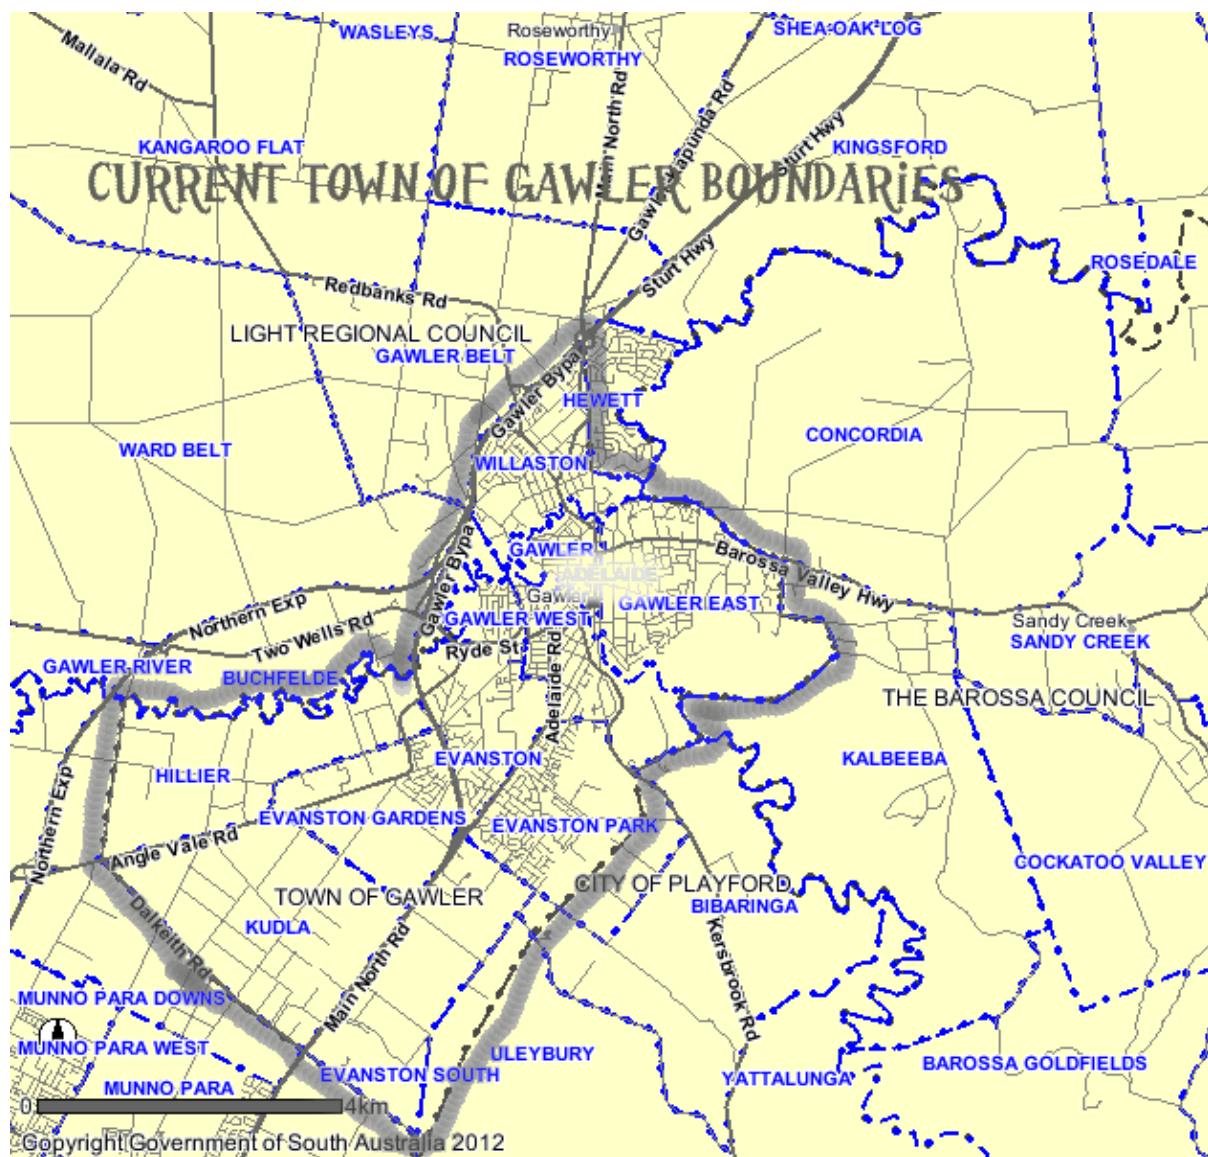 WASLEYS
Roseworthy
SHEA-OAK LOG
Mallala Rd
ROSEWORTHY
Main North Rd
Gawler-Kapunda Rd
Sturt Hwy
KANGAROO FLAT
KINGSFORD
CURRENT TOWN OF GAWLER BOUNDARIES
Sturt Hwy
ROSEDALE
Redbanks Rd
LIGHT REGIONAL COUNCIL
GAWLER BELT
Gawler Bypa
HEWETT
CONCORDIA
WARD BELT
WILLASTON
GAWLER
Barossa Valley Hwy
ADELAIDE
Gawler
GAWLER EAST
Gawler Bypa
Northern Exp
Two Wells Rd
GAWLER WEST
Sandy Creek
SANDY CREEK
Ryde St
GAWLER RIVER
BUCHFELDE
Adelaide Rd
THE BAROSSA COUNCIL
EVANSTON
KALBEEBA
HILLIER
Northern Exp
EVANSTON GARDENS
EVANSTON PARK
Angle Vale Rd
COCKATOO VALLEY
CITY OF PLAYFORD
TOWN OF GAWLER
BIBARINGA
KUDLA
Dalkeith Rd
Main North Rd
Kersbrook Rd
MUNNO PARA DOWNS
MUNNO PARA WEST
ULEYBURY
BAROSSA GOLDFIELDS
EVANSTON SOUTH
YATTALUNGA
MUNNO PARA
0 4km
Copyright Government of South Australia 2012